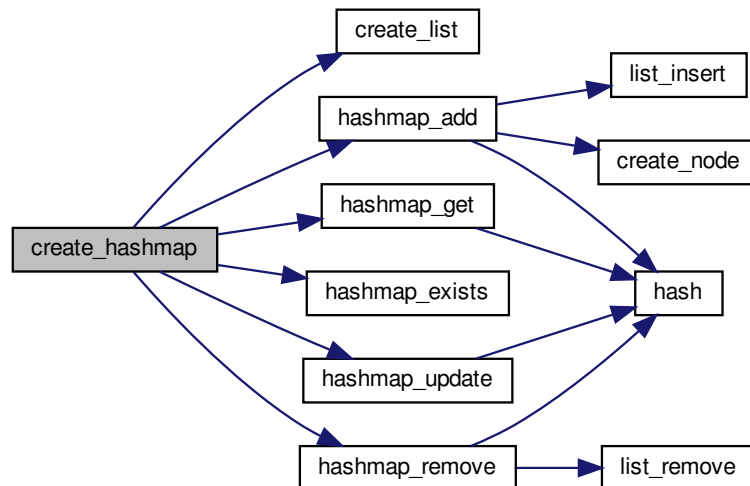 create_list
list_insert
hashmap_add
create_node
hashmap_get
create_hashmap
hash
hashmap_exists
hashmap_update
hashmap_remove
list_remove